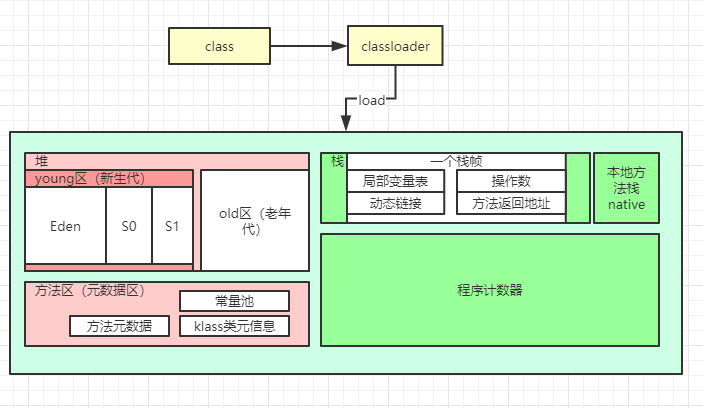 class
classloader
load
堆
young区（新生代）
Eden
S0
S1
old区（老年
代）
栈
一个栈帧
局部变量表
操作数
动态链接
方法返回地址
本地方
法栈
native
方法区（元数据区）
常量池
方法元数据
klass类元信息
程序计数器